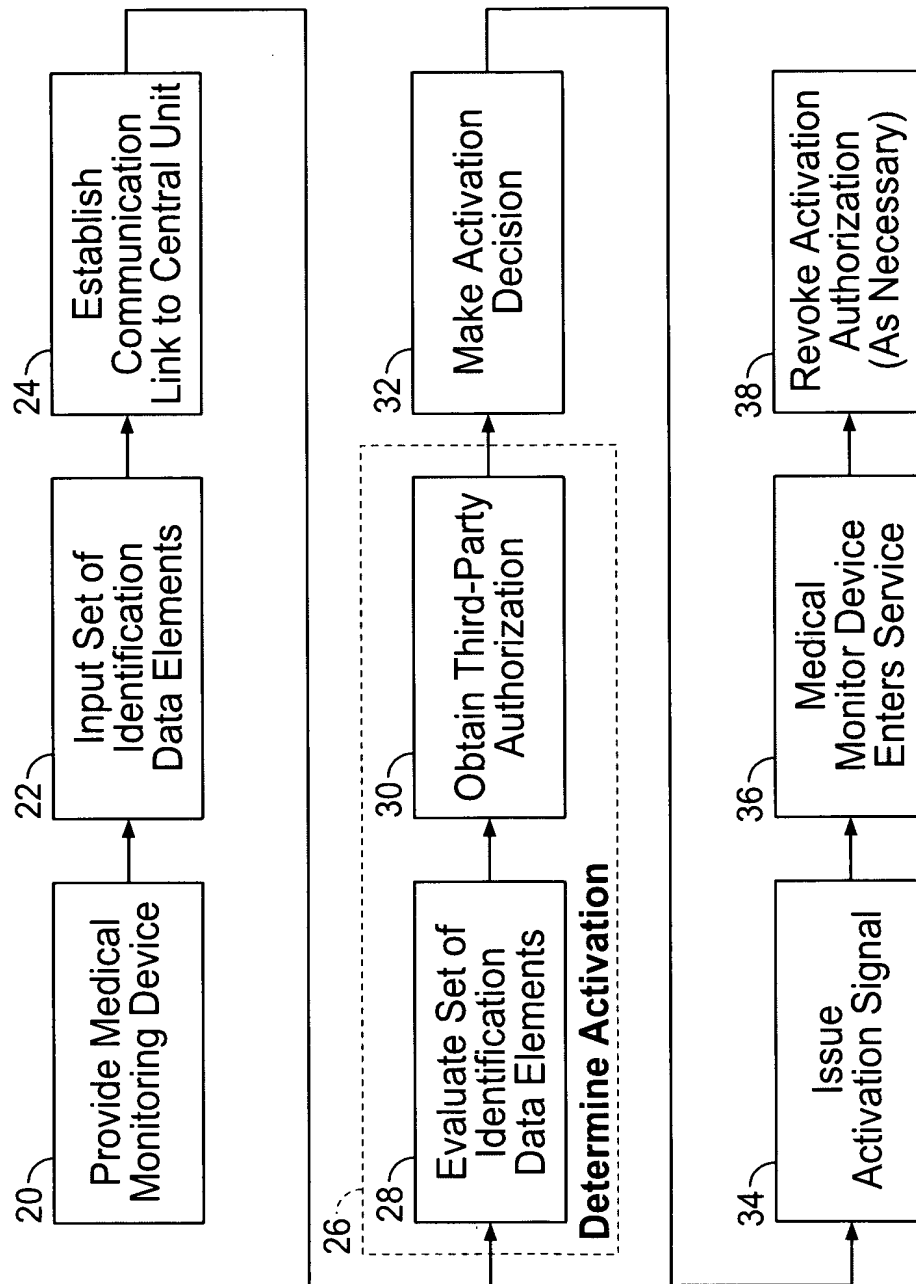 20
Provide Medical
Monitoring Device
22
Input Set of
Identification
Data Elements
24
Establish
Communication
Link to Central Unit
26
28
Evaluate Set of
Identification
Data Elements
30
Obtain Third-Party
Authorization
Determine Activation
32
Make Activation
Decision
34
Issue
Activation Signal
36
Medical
Monitor Device
Enters Service
38
Revoke Activation
Authorization
(As Necessary)